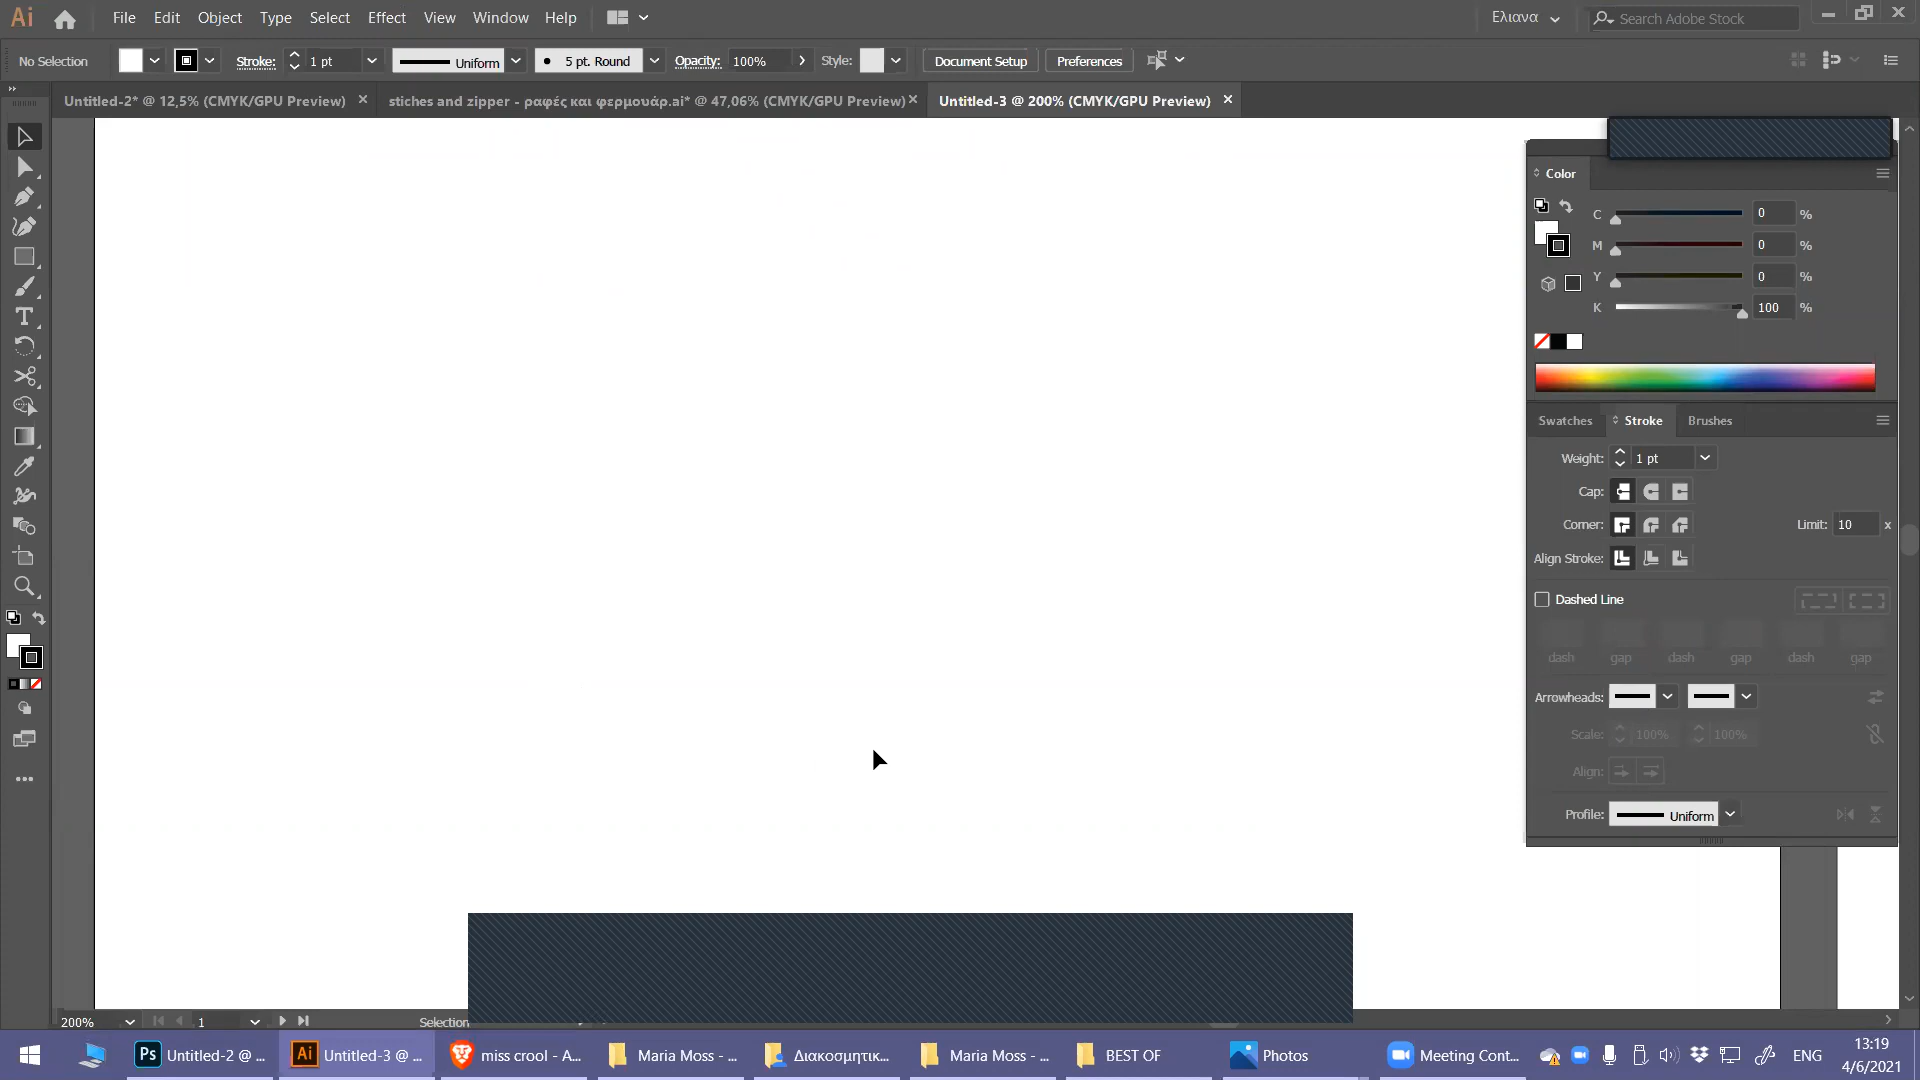 Ai File Edit Object Type Select Effect View Window Help Ελιανα Search Adobe Stock
No Selection Stroke: 1 pt Uniform 5 pt. Round Opacity: 100% Style: Document Setup Preferences
Untitled-2* @ 12,5% (CMYK/GPU Preview) stiches and zipper - ραφές και φερμουάρ.ai* @ 47,06% (CMYK/GPU Preview) Untitled-3 @ 200% (CMYK/GPU Preview)
Color
C 0 %
M 0 %
Y 0 %
K 100 %
Swatches Stroke Brushes
Weight: 1 pt
Cap:
Corner: Limit: 10 x
Align Stroke:
Dashed Line
dash gap dash gap dash gap
Arrowheads:
Scale: 100% 100%
Align:
Profile: Uniform
200% 1 Selection
Ps Untitled-2 @ ... Ai Untitled-3 @ ... miss crool - A... Maria Moss - ... Διακοσμητικ... Maria Moss - ... BEST OF Photos Meeting Cont... ENG 13:19
4/6/2021